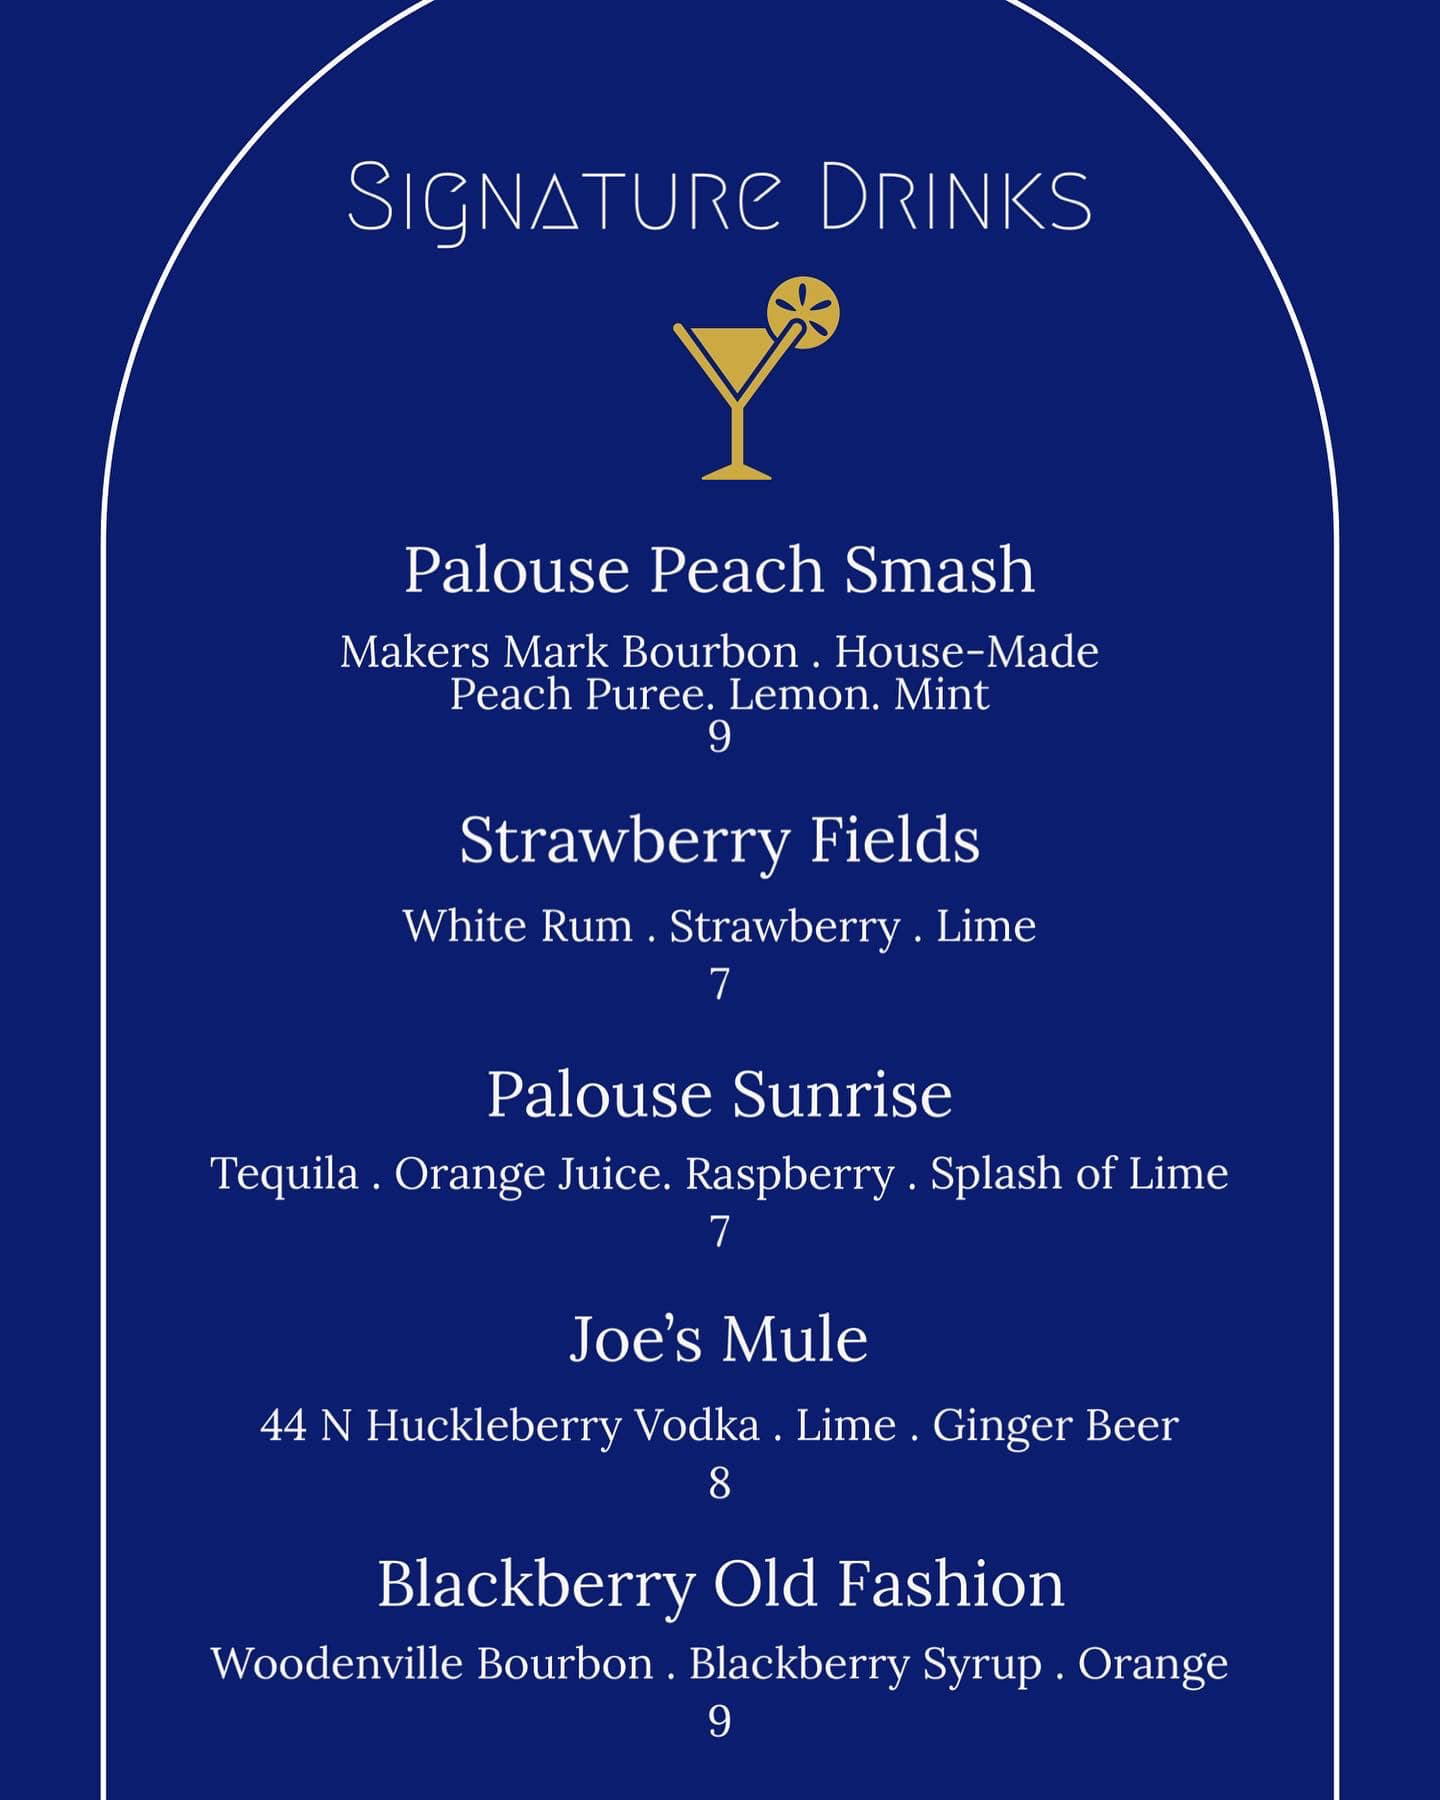 Signature Drinks
Palouse Peach Smash
Makers Mark Bourbon . House-Made
Peach Puree. Lemon. Mint
9
Strawberry Fields
White Rum . Strawberry . Lime
7
Palouse Sunrise
Tequila . Orange Juice. Raspberry . Splash of Lime
7
Joe’s Mule
44 N Huckleberry Vodka . Lime . Ginger Beer
8
Blackberry Old Fashion
Woodenville Bourbon . Blackberry Syrup . Orange
9